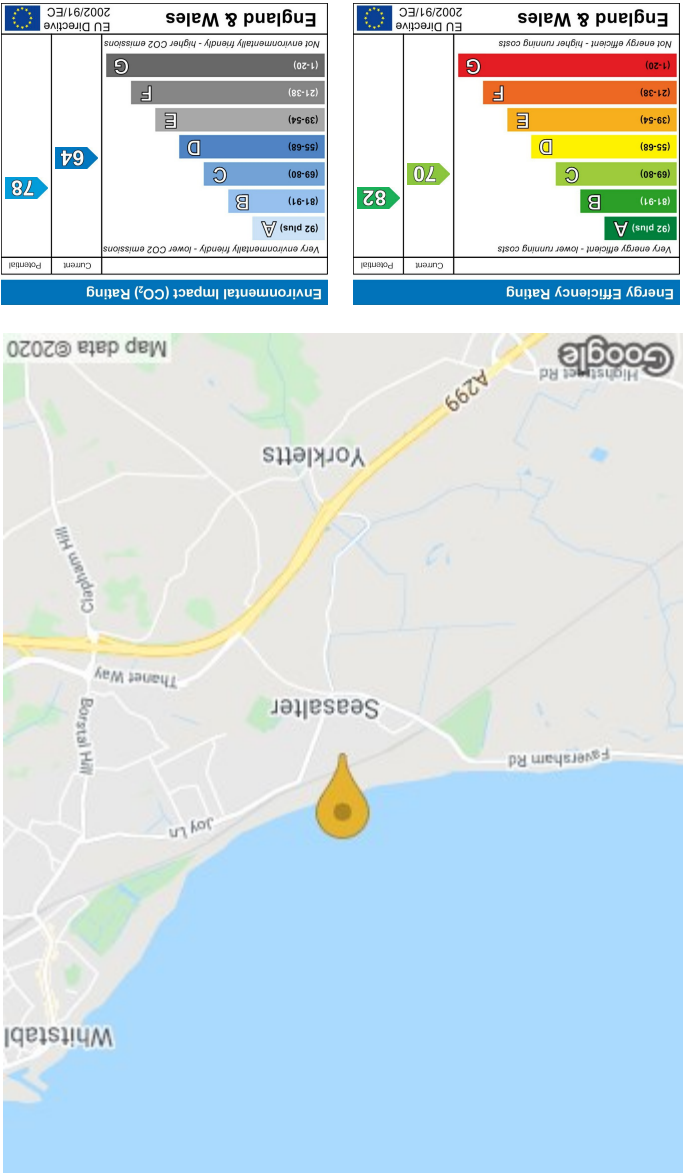 Whitstabl
Joy Ln
Borstal Hill
Faversham Rd
Seasalter
Thanet Way
Clapham Hill
Yorkletts
A299
Highstreet Rd
Google
Map data ©2020
Energy Efficiency Rating
Current
Potential
Very energy efficient - lower running costs
(92 plus) A
(81-91) B
(69-80) C
(55-68) D
(39-54) E
(21-38) F
(1-20) G
70
82
Not energy efficient - higher running costs
England & Wales
EU Directive
2002/91/EC
Environmental Impact (CO₂) Rating
Current
Potential
Very environmentally friendly - lower CO2 emissions
(92 plus) A
(81-91) B
(69-80) C
(55-68) D
(39-54) E
(21-38) F
(1-20) G
64
78
Not environmentally friendly - higher CO2 emissions
England & Wales
EU Directive
2002/91/EC